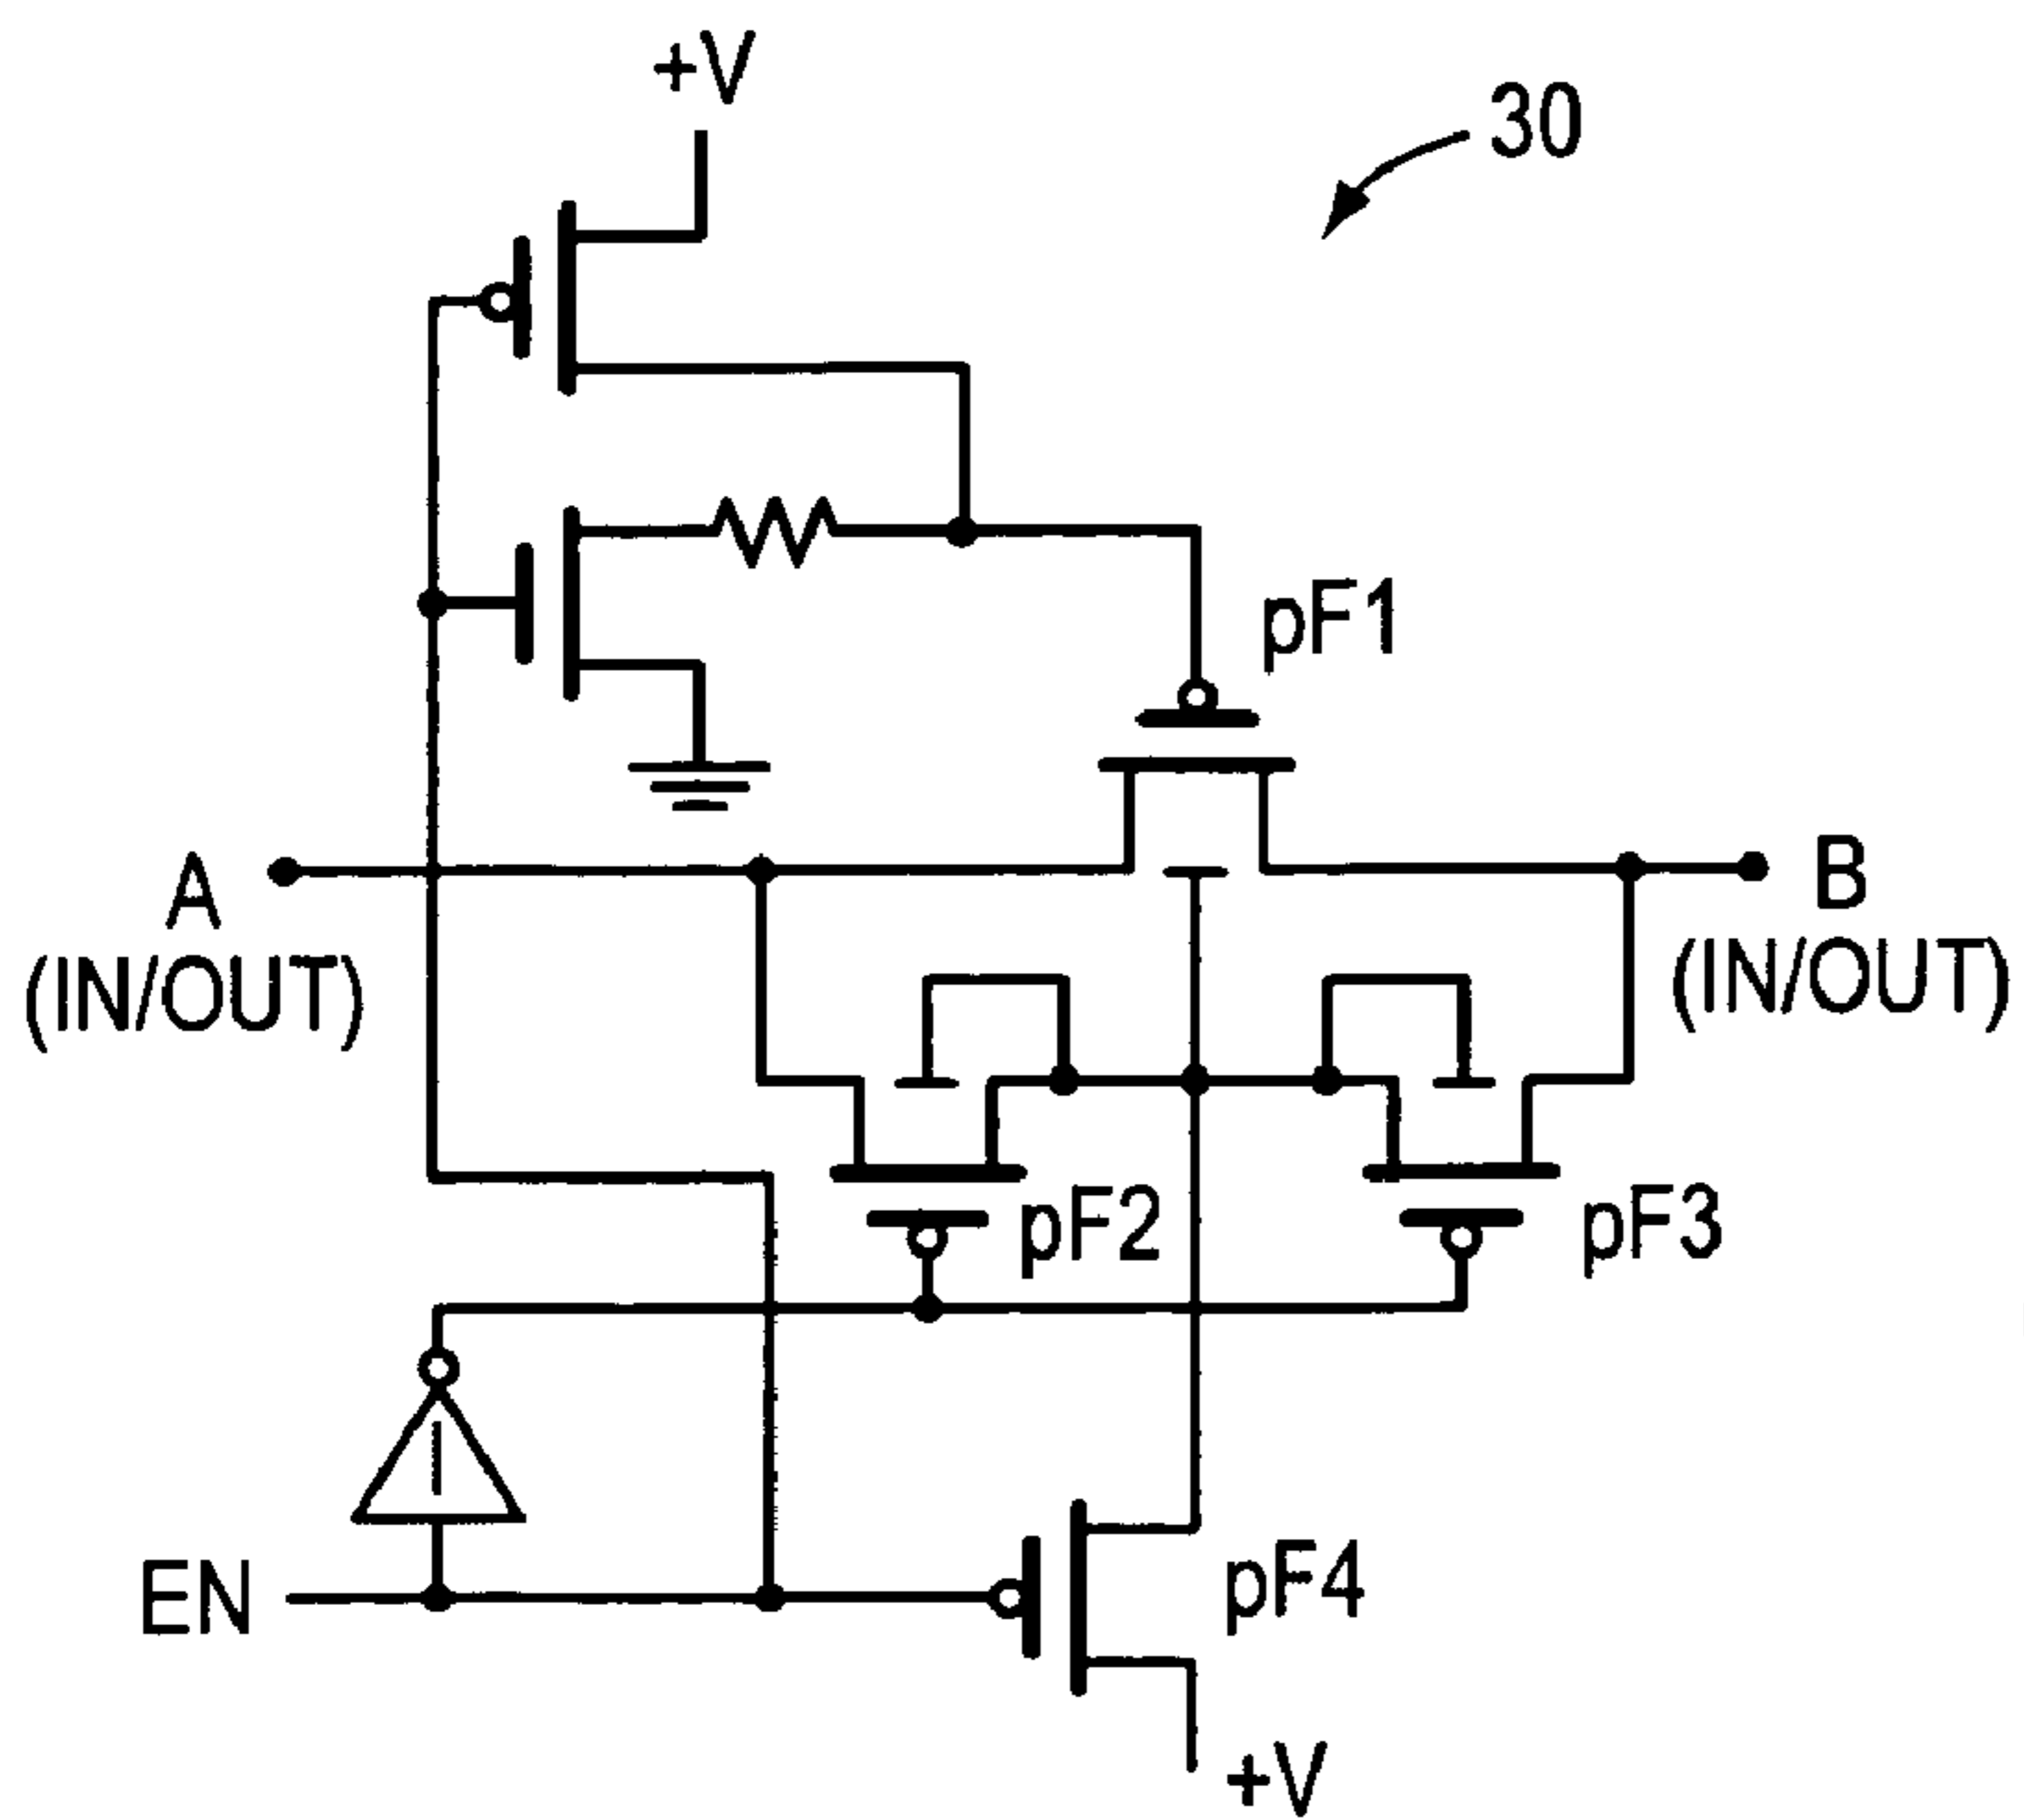 +V
30
pF1
A
(IN/OUT)
B
(IN/OUT)
pF2
pF3
I
EN
pF4
+V